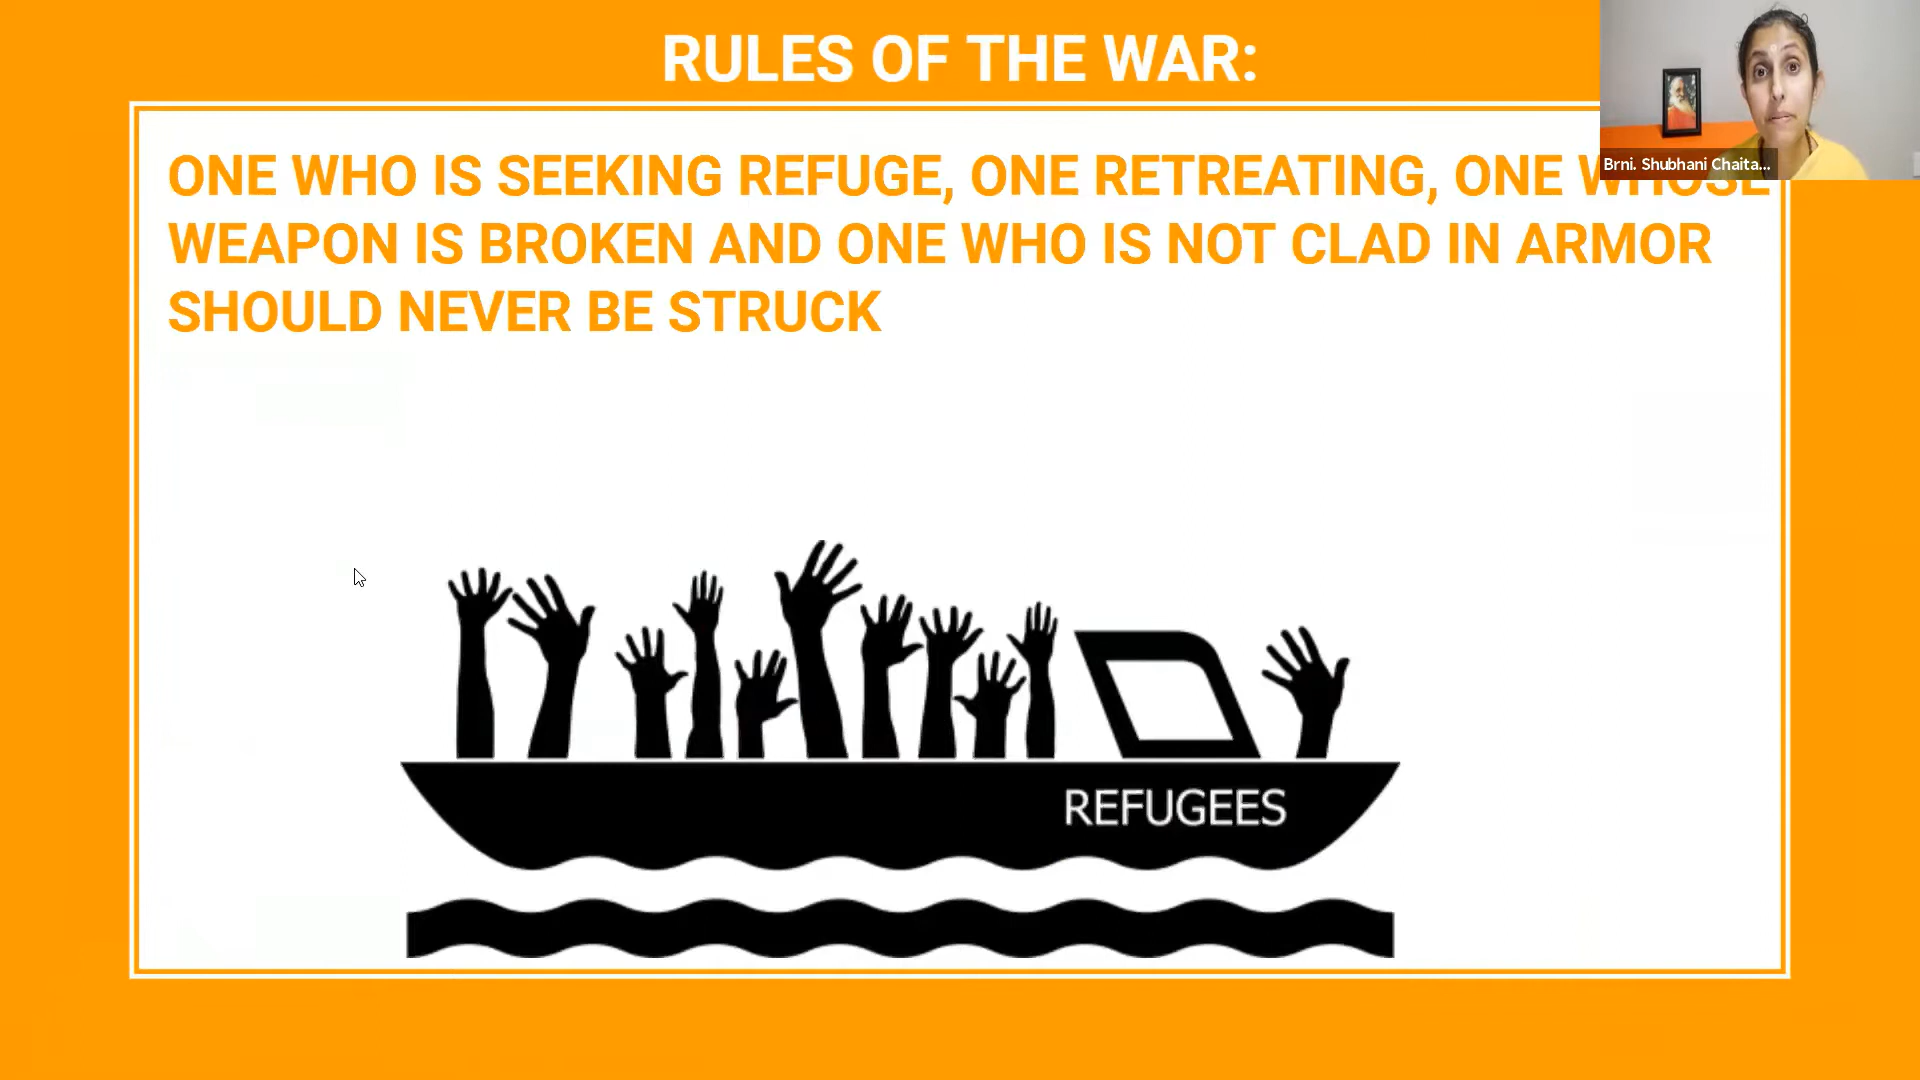 RULES OF THE WAR:
ONE WHO IS SEEKING REFUGE, ONE RETREATING, ONE WHOSE
WEAPON IS BROKEN AND ONE WHO IS NOT CLAD IN ARMOR
SHOULD NEVER BE STRUCK
Brni. Shubhani Chaita...
REFUGEES